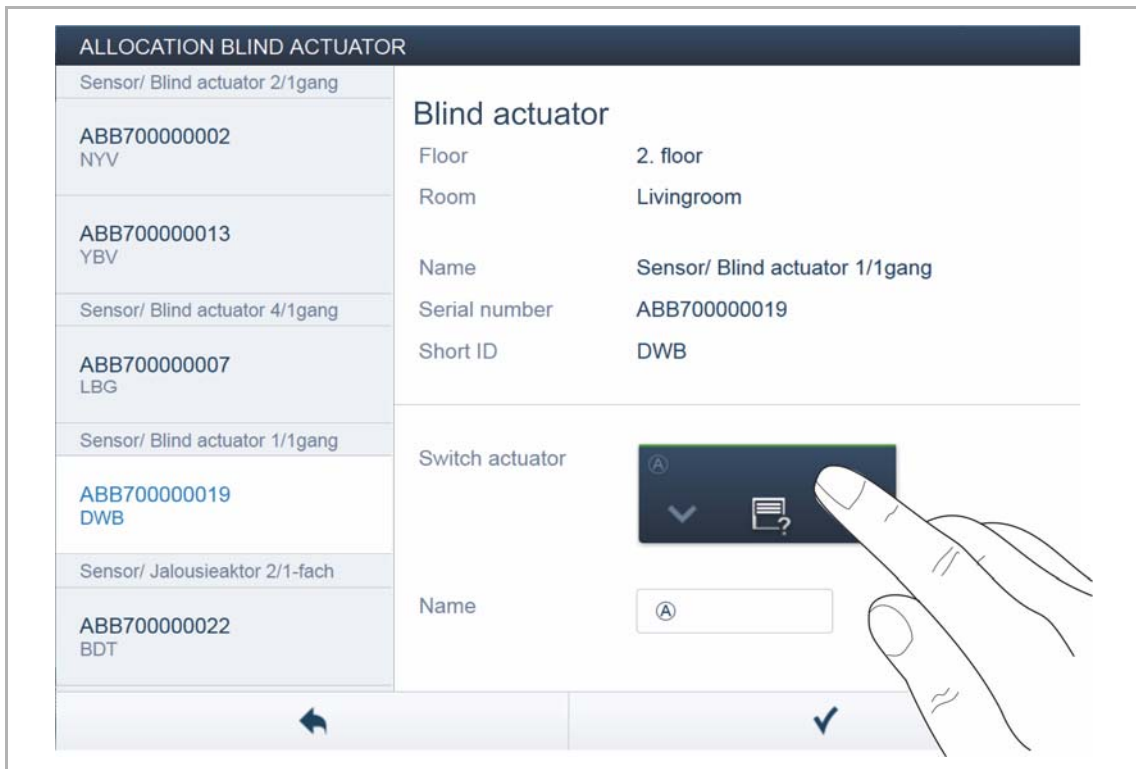 ALLOCATION BLIND ACTUATOR
Sensor/ Blind actuator 2/1gang
ABB700000002
NYV
ABB700000013
YBV
Sensor/ Blind actuator 4/1gang
ABB700000007
LBG
Sensor/ Blind actuator 1/1gang
ABB700000019
DWB
Sensor/ Jalousieaktor 2/1-fach
ABB700000022
BDT
Blind actuator
Floor 2. floor
Room Livingroom
Name Sensor/ Blind actuator 1/1gang
Serial number ABB700000019
Short ID DWB
Switch actuator
Ⓐ
?
Name Ⓐ